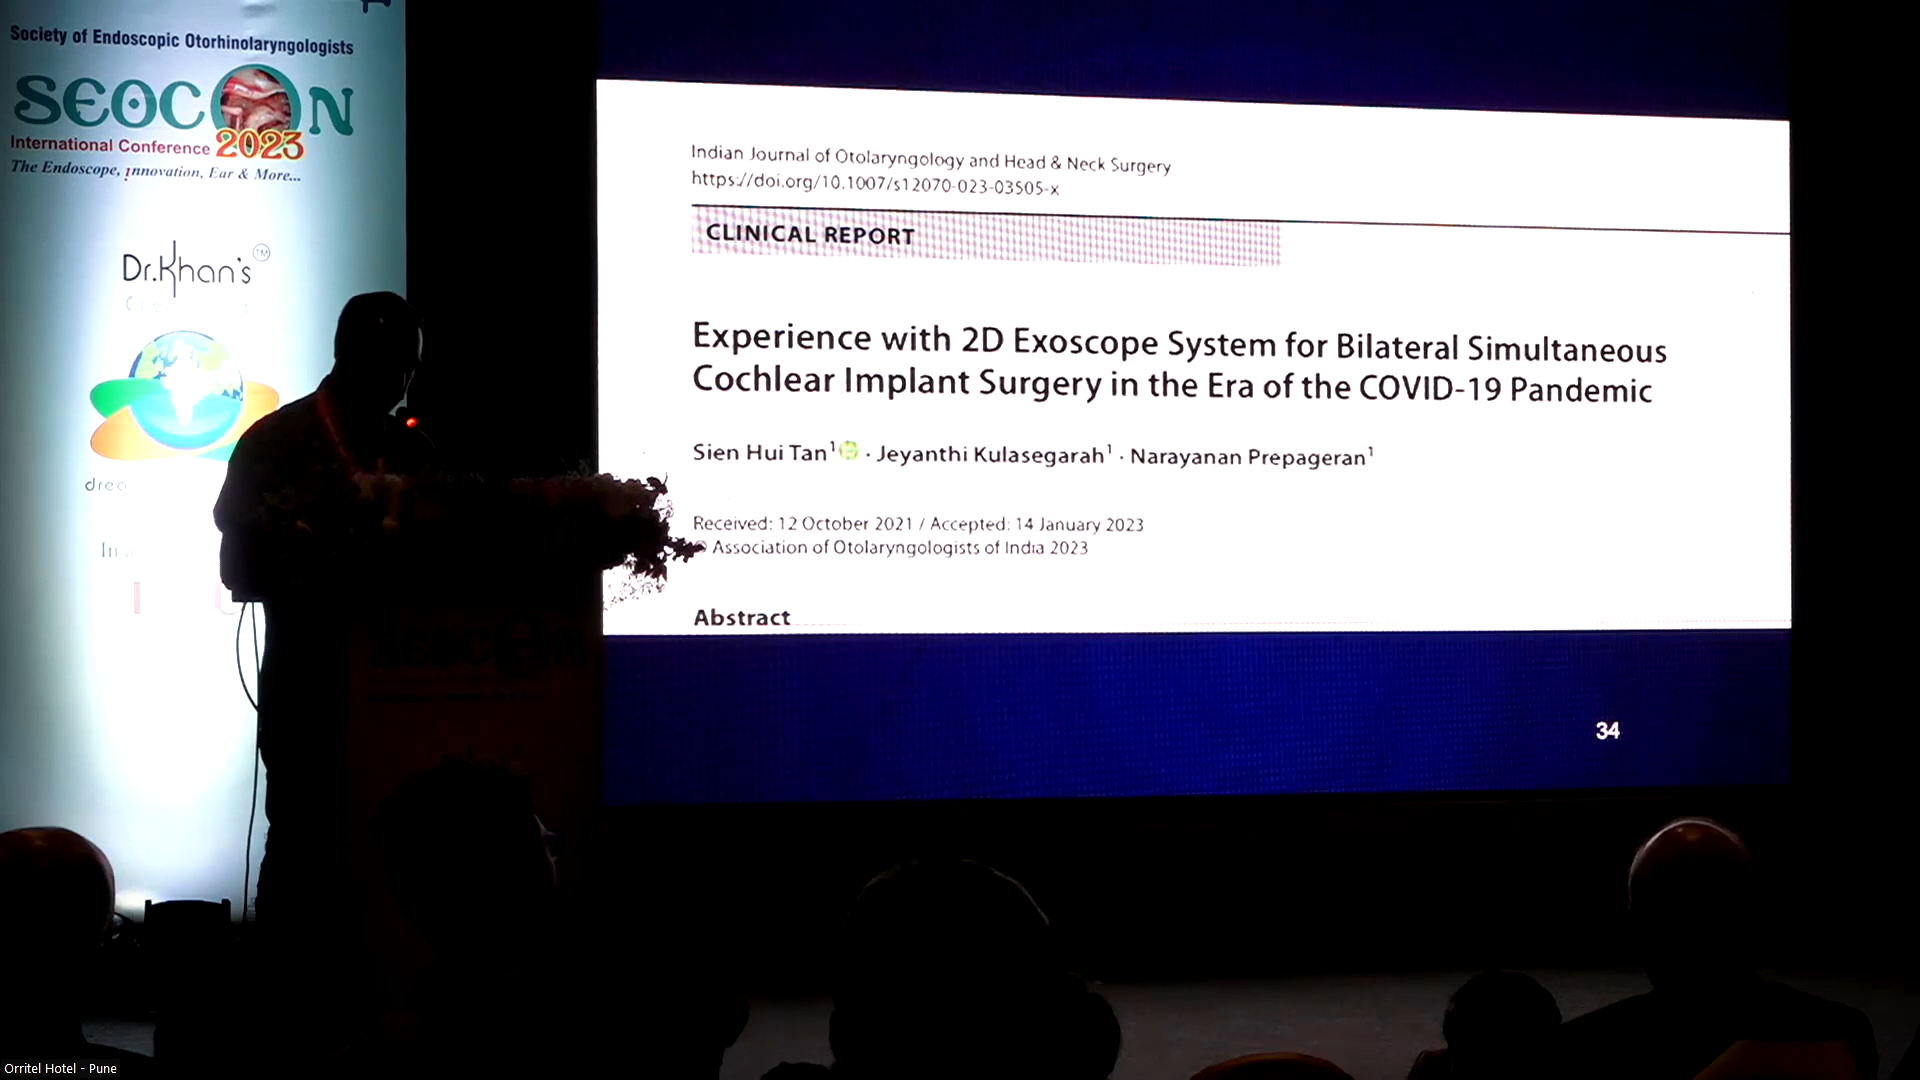 Society of Endoscopic Otorhinolaryngologists
SEOCON
International Conference 2023
The Endoscope, innovation, Ear & More...
Dr.Khan's TM
Indian Journal of Otolaryngology and Head & Neck Surgery
https://doi.org/10.1007/s12070-023-03505-x
CLINICAL REPORT
Experience with 2D Exoscope System for Bilateral Simultaneous
Cochlear Implant Surgery in the Era of the COVID-19 Pandemic
Sien Hui Tan¹ · Jeyanthi Kulasegarah¹ · Narayanan Prepageran¹
Received: 12 October 2021 / Accepted: 14 January 2023
© Association of Otolaryngologists of India 2023
Abstract
34
SEOCON
Orritel Hotel - Pune